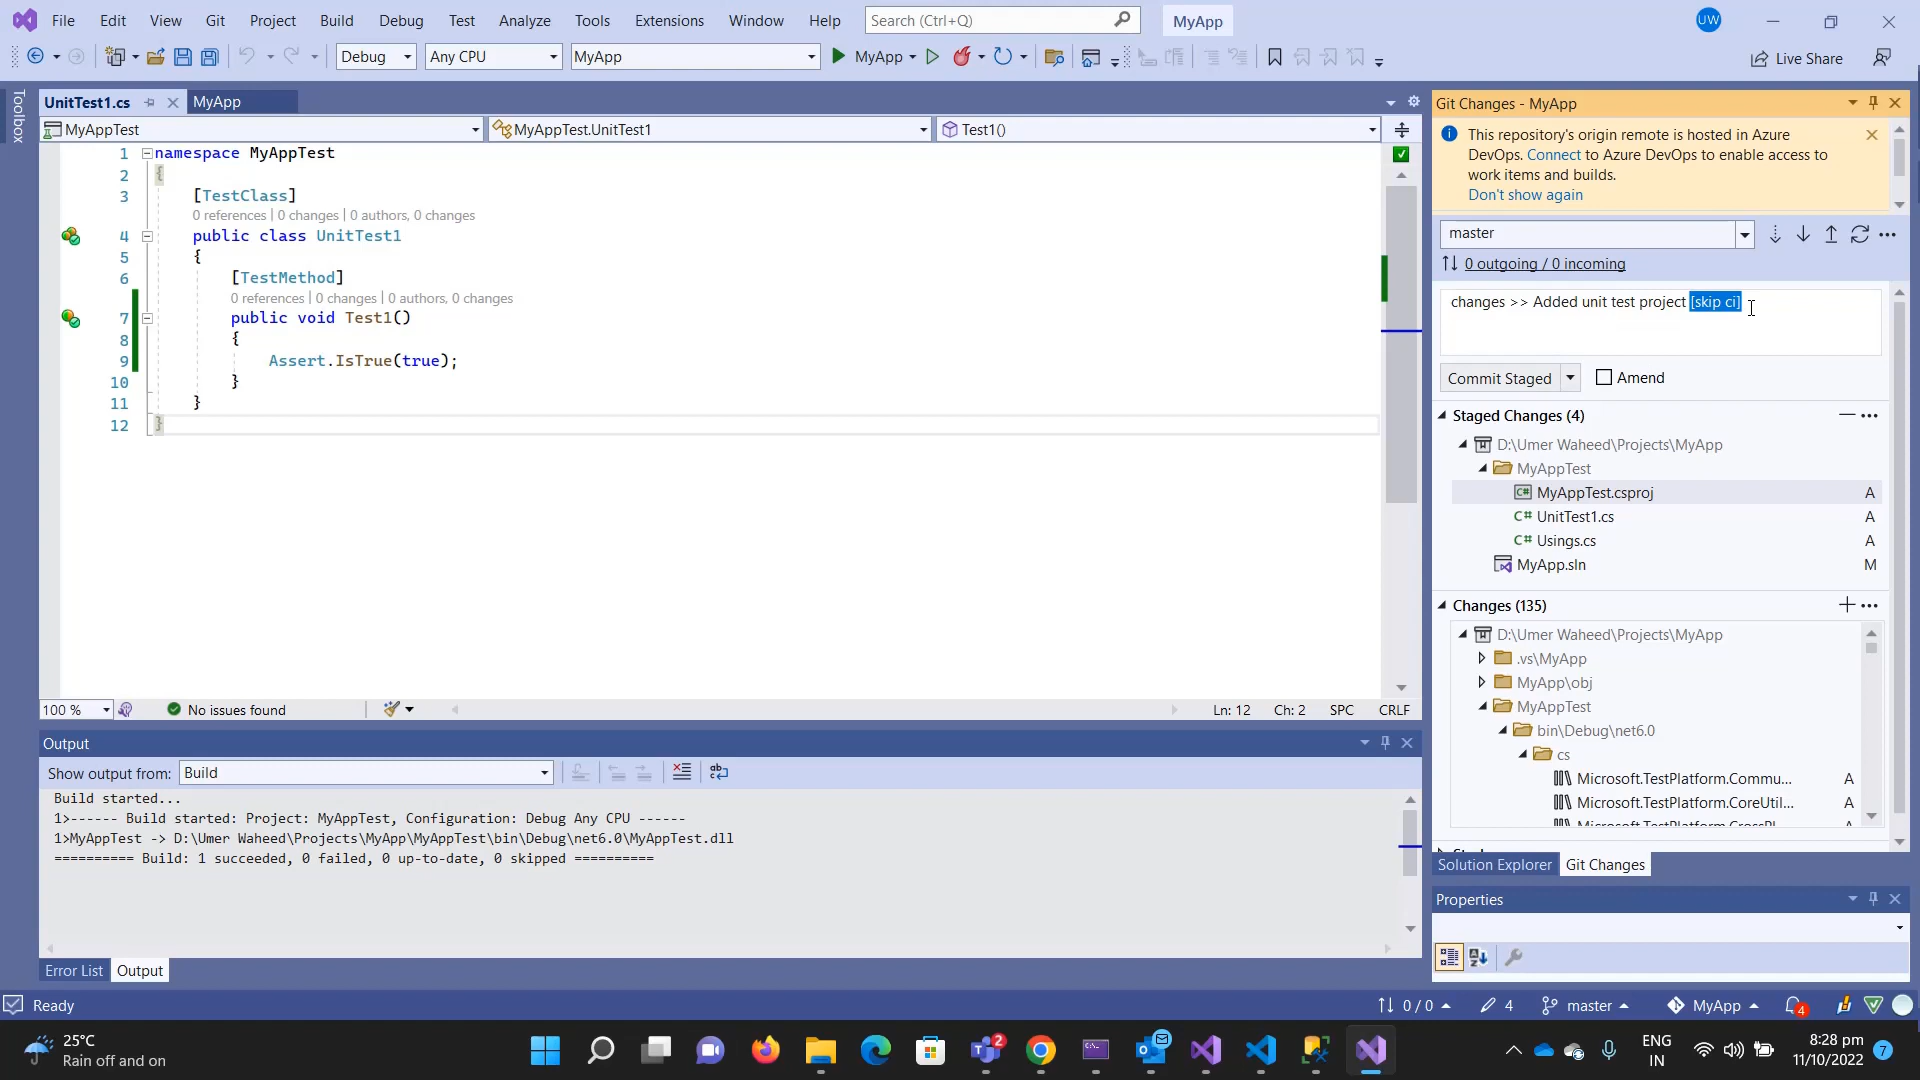 File Edit View Git Project Build Debug Test Analyze Tools Extensions Window Help Search (Ctrl+Q) MyApp UW
Debug Any CPU MyApp MyApp Live Share
Toolbox
UnitTest1.cs MyApp
MyAppTest MyAppTest.UnitTest1 Test1()
1 namespace MyAppTest
2 {
3 [TestClass]
0 references | 0 changes | 0 authors, 0 changes
4 public class UnitTest1
5 {
6 [TestMethod]
0 references | 0 changes | 0 authors, 0 changes
7 public void Test1()
8 {
9 Assert.IsTrue(true);
10 }
11 }
12 }
100 % No issues found Ln: 12 Ch: 2 SPC CRLF
Output
Show output from: Build
Build started...
1>------ Build started: Project: MyAppTest, Configuration: Debug Any CPU ------
1>MyAppTest -> D:\Umer Waheed\Projects\MyApp\MyAppTest\bin\Debug\net6.0\MyAppTest.dll
========== Build: 1 succeeded, 0 failed, 0 up-to-date, 0 skipped ==========
Error List Output
Git Changes - MyApp
This repository's origin remote is hosted in Azure
DevOps. Connect to Azure DevOps to enable access to
work items and builds.
Don't show again
master
0 outgoing / 0 incoming
changes >> Added unit test project [skip ci]
Commit Staged Amend
Staged Changes (4)
D:\Umer Waheed\Projects\MyApp
MyAppTest
MyAppTest.csproj A
UnitTest1.cs A
Usings.cs A
MyApp.sln M
Changes (135)
D:\Umer Waheed\Projects\MyApp
.vs\MyApp
MyApp\obj
MyAppTest
bin\Debug\net6.0
cs
Microsoft.TestPlatform.Commu... A
Microsoft.TestPlatform.CoreUtil... A
Solution Explorer Git Changes
Properties
Ready 0 / 0 4 master MyApp 4
25°C
Rain off and on
2
ENG
IN
8:28 pm
11/10/2022
7